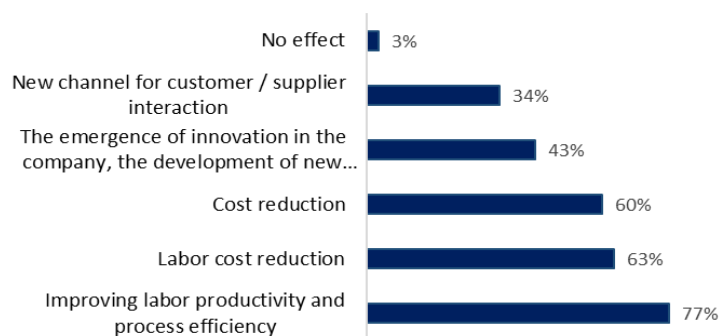 No effect
3%
New channel for customer / supplier
interaction
34%
The emergence of innovation in the
company, the development of new...
43%
Cost reduction
60%
Labor cost reduction
63%
Improving labor productivity and
process efficiency
77%